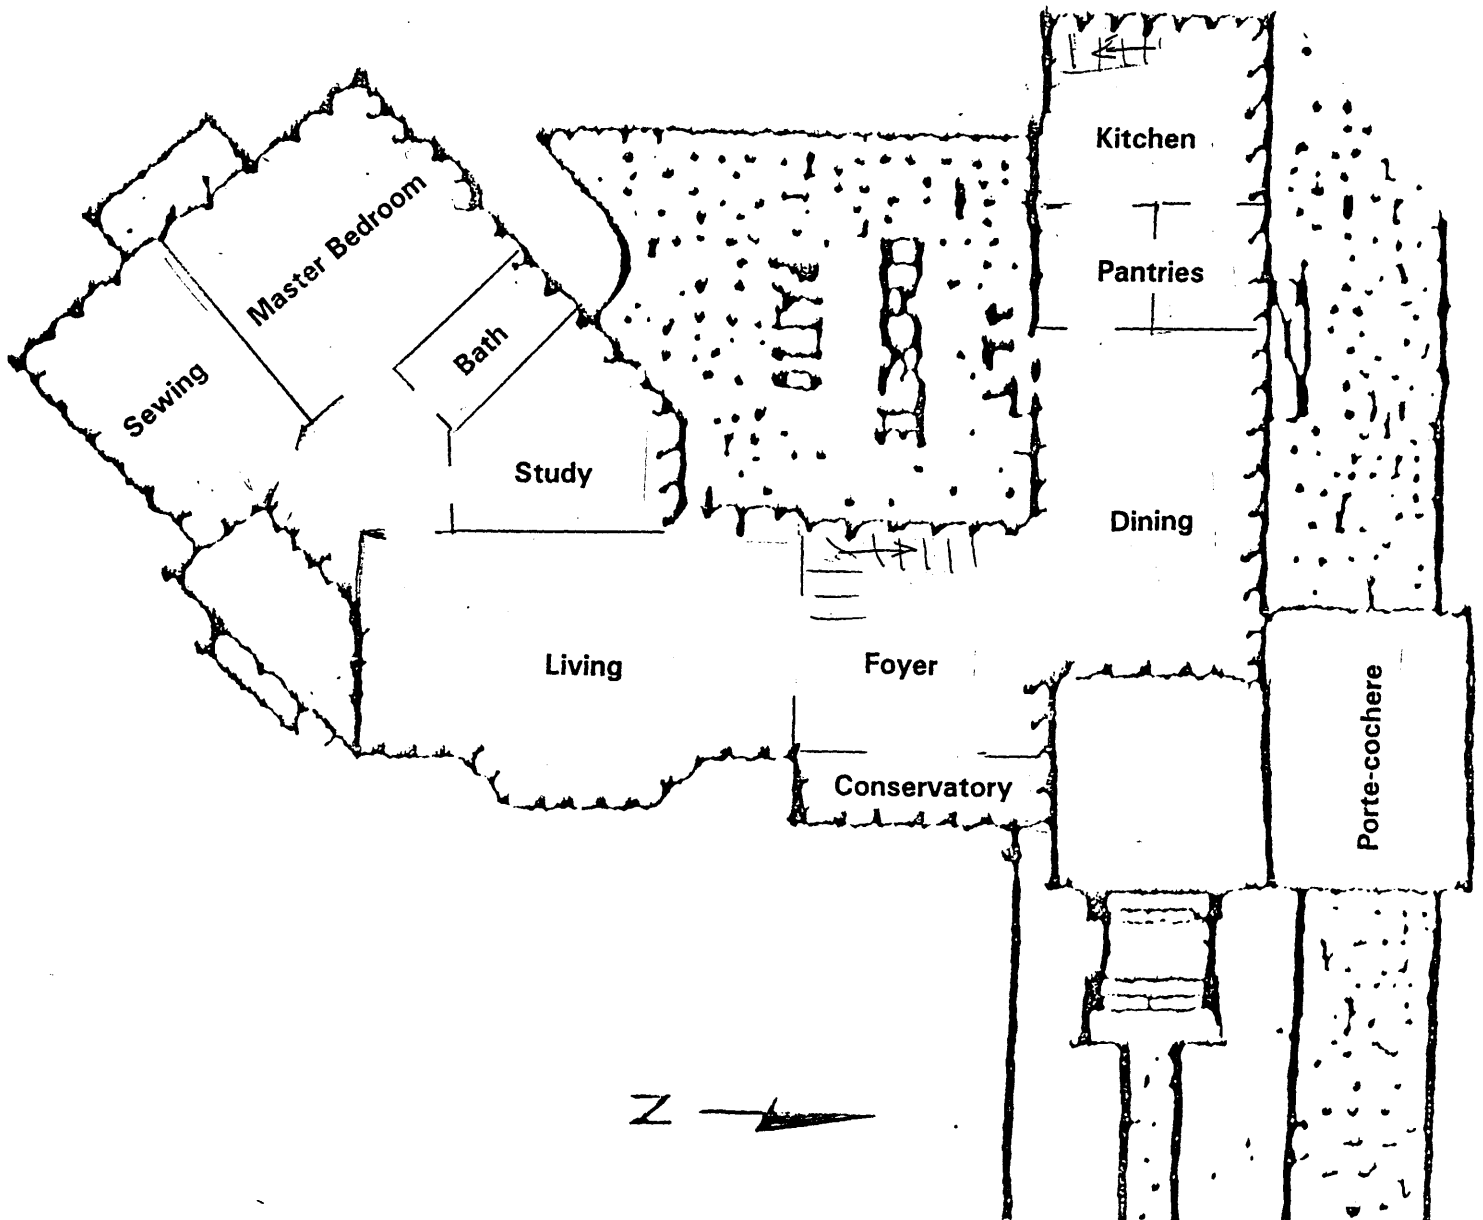 Kitchen
Master Bedroom
Pantries
Bath
Sewing
Study
Dining
Living
Foyer
Porte-cochere
Conservatory
N